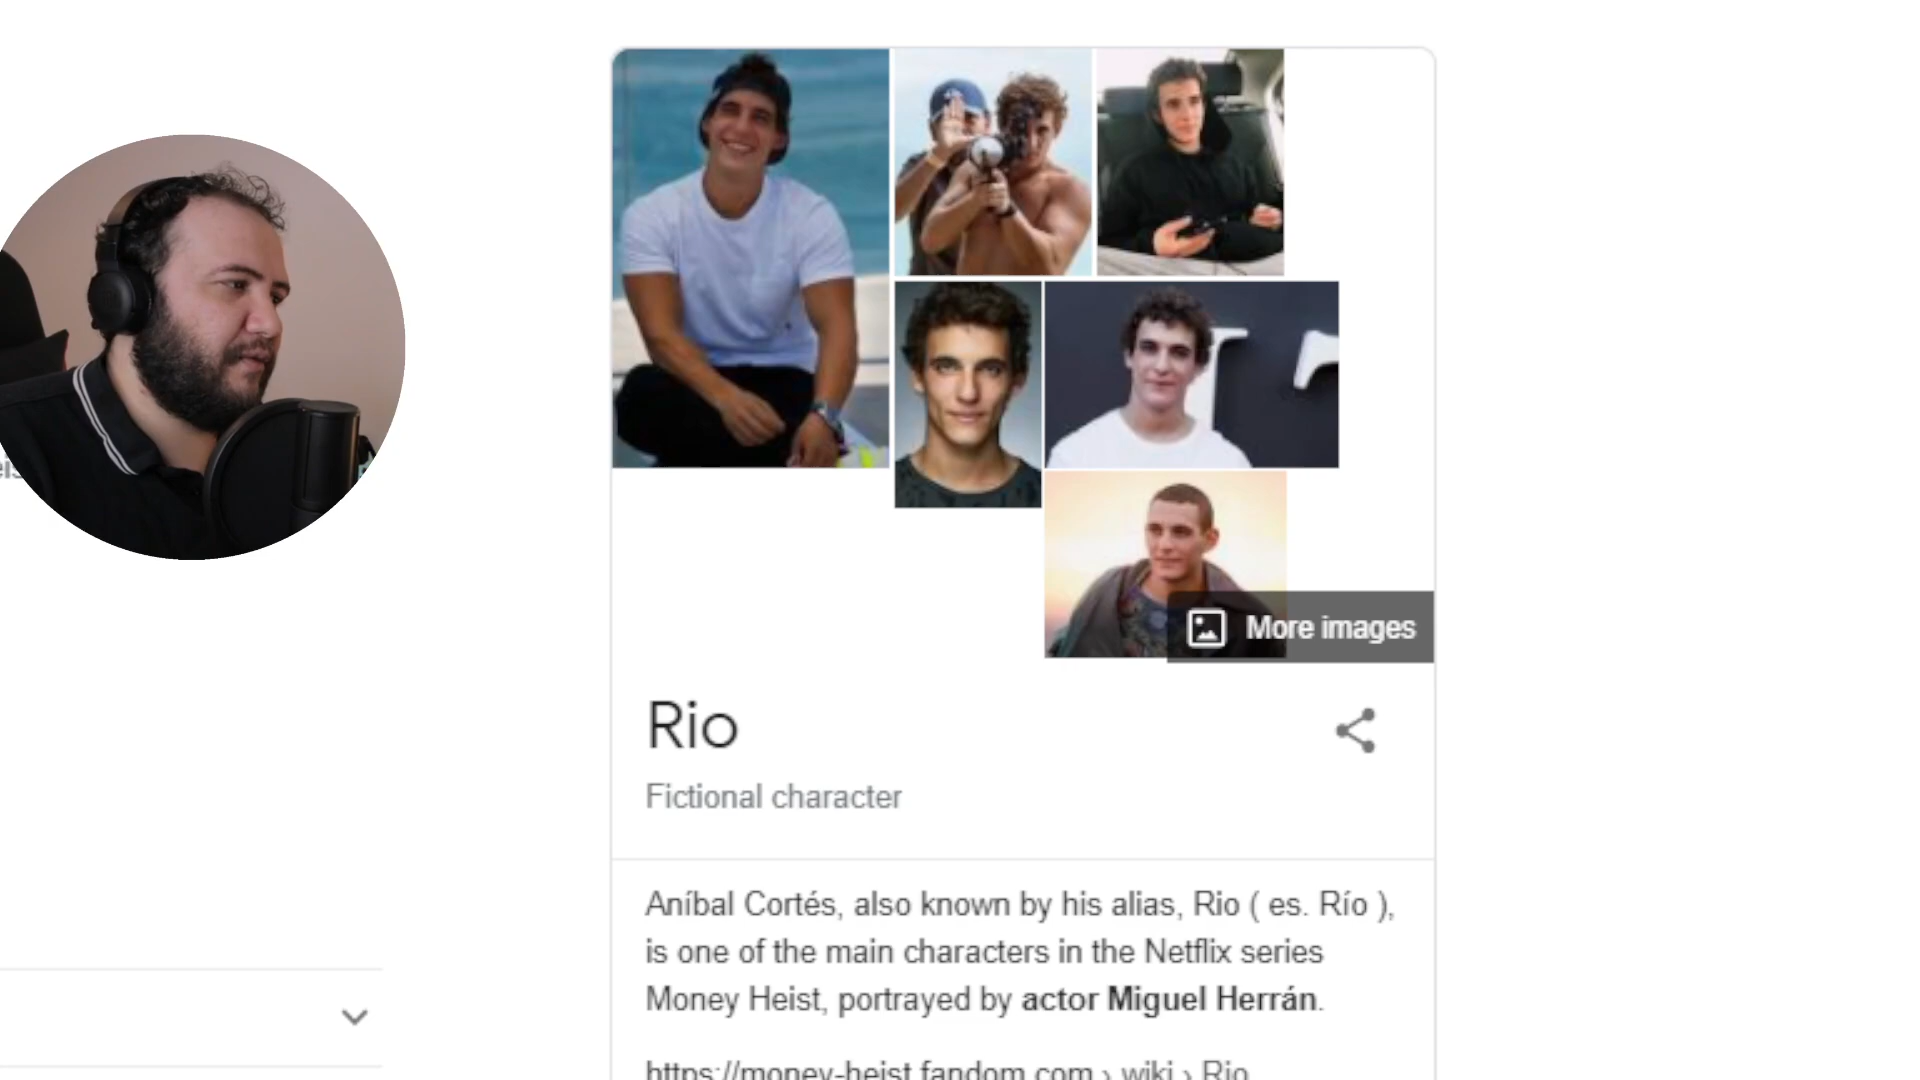 More images
Rio
Fictional character
Aníbal Cortés, also known by his alias, Rio ( es. Río ),
is one of the main characters in the Netflix series
Money Heist, portrayed by actor Miguel Herrán.
https://money-heist.fandom.com › wiki › Rio